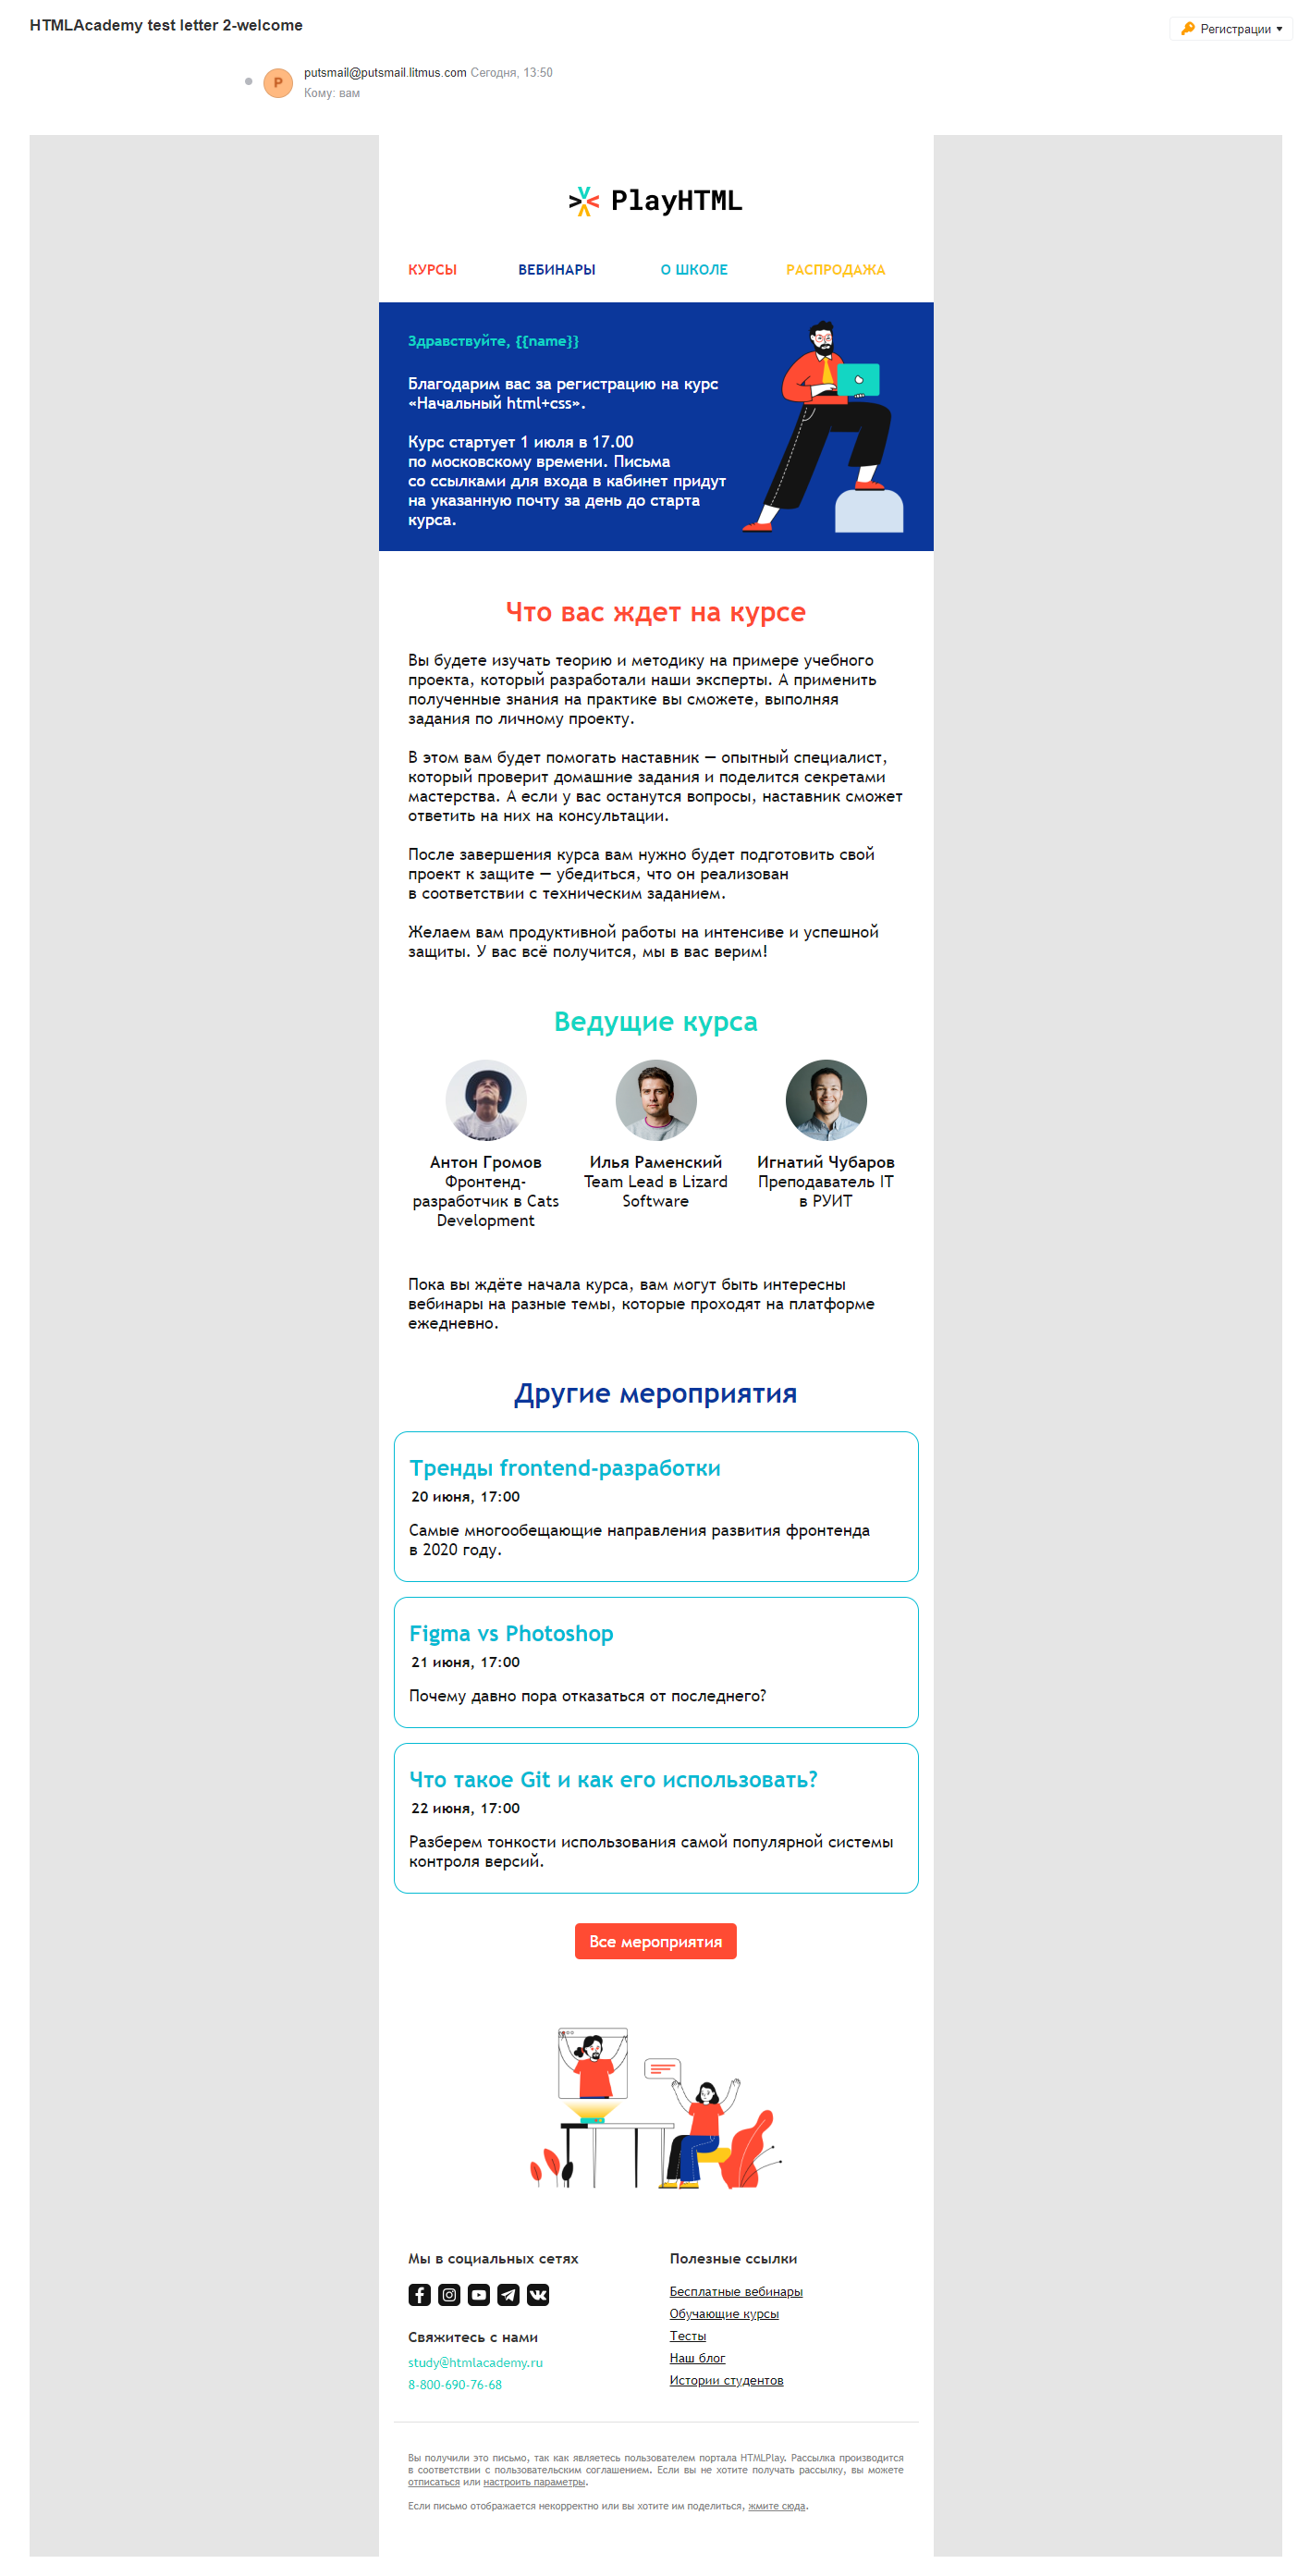 HTMLAcademy test letter 2-welcome
Регистрации
P
putsmail@putsmail.litmus.com Сегодня, 13:50
Кому: вам
PlayHTML
КУРСЫ ВЕБИНАРЫ О ШКОЛЕ РАСПРОДАЖА
Здравствуйте, {{name}}
Благодарим вас за регистрацию на курс
«Начальный html+css».
Курс стартует 1 июля в 17.00
по московскому времени. Письма
со ссылками для входа в кабинет придут
на указанную почту за день до старта
курса.
Что вас ждет на курсе
Вы будете изучать теорию и методику на примере учебного
проекта, который разработали наши эксперты. А применить
полученные знания на практике вы сможете, выполняя
задания по личному проекту.
В этом вам будет помогать наставник — опытный специалист,
который проверит домашние задания и поделится секретами
мастерства. А если у вас останутся вопросы, наставник сможет
ответить на них на консультации.
После завершения курса вам нужно будет подготовить свой
проект к защите — убедиться, что он реализован
в соответствии с техническим заданием.
Желаем вам продуктивной работы на интенсиве и успешной
защиты. У вас всё получится, мы в вас верим!
Ведущие курса
Антон Громов
Фронтенд-
разработчик в Cats
Development
Илья Раменский
Team Lead в Lizard
Software
Игнатий Чубаров
Преподаватель IT
в РУИТ
Пока вы ждёте начала курса, вам могут быть интересны
вебинары на разные темы, которые проходят на платформе
ежедневно.
Другие мероприятия
Тренды frontend-разработки
20 июня, 17:00
Самые многообещающие направления развития фронтенда
в 2020 году.
Figma vs Photoshop
21 июня, 17:00
Почему давно пора отказаться от последнего?
Что такое Git и как его использовать?
22 июня, 17:00
Разберем тонкости использования самой популярной системы
контроля версий.
Все мероприятия
Мы в социальных сетях
Свяжитесь с нами
study@htmlacademy.ru
8-800-690-76-68
Полезные ссылки
Бесплатные вебинары
Обучающие курсы
Тесты
Наш блог
Истории студентов
Вы получили это письмо, так как являетесь пользователем портала HTMLPlay. Рассылка производится
в соответствии с пользовательским соглашением. Если вы не хотите получать рассылку, вы можете
отписаться или настроить параметры.
Если письмо отображается некорректно или вы хотите им поделиться, жмите сюда.